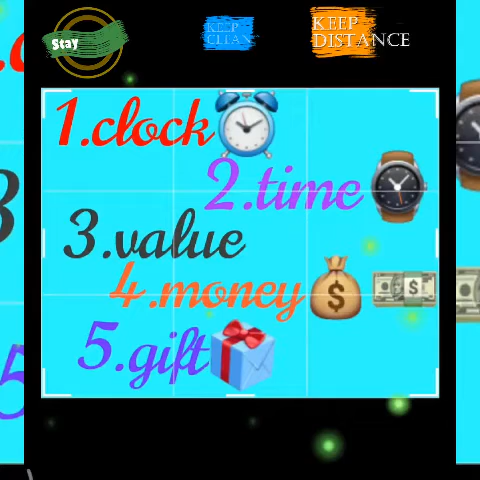 Stay
KEEP
CLEAN
KEEP
DISTANCE
1.clock
2.time
3.value
4.money
5.gift